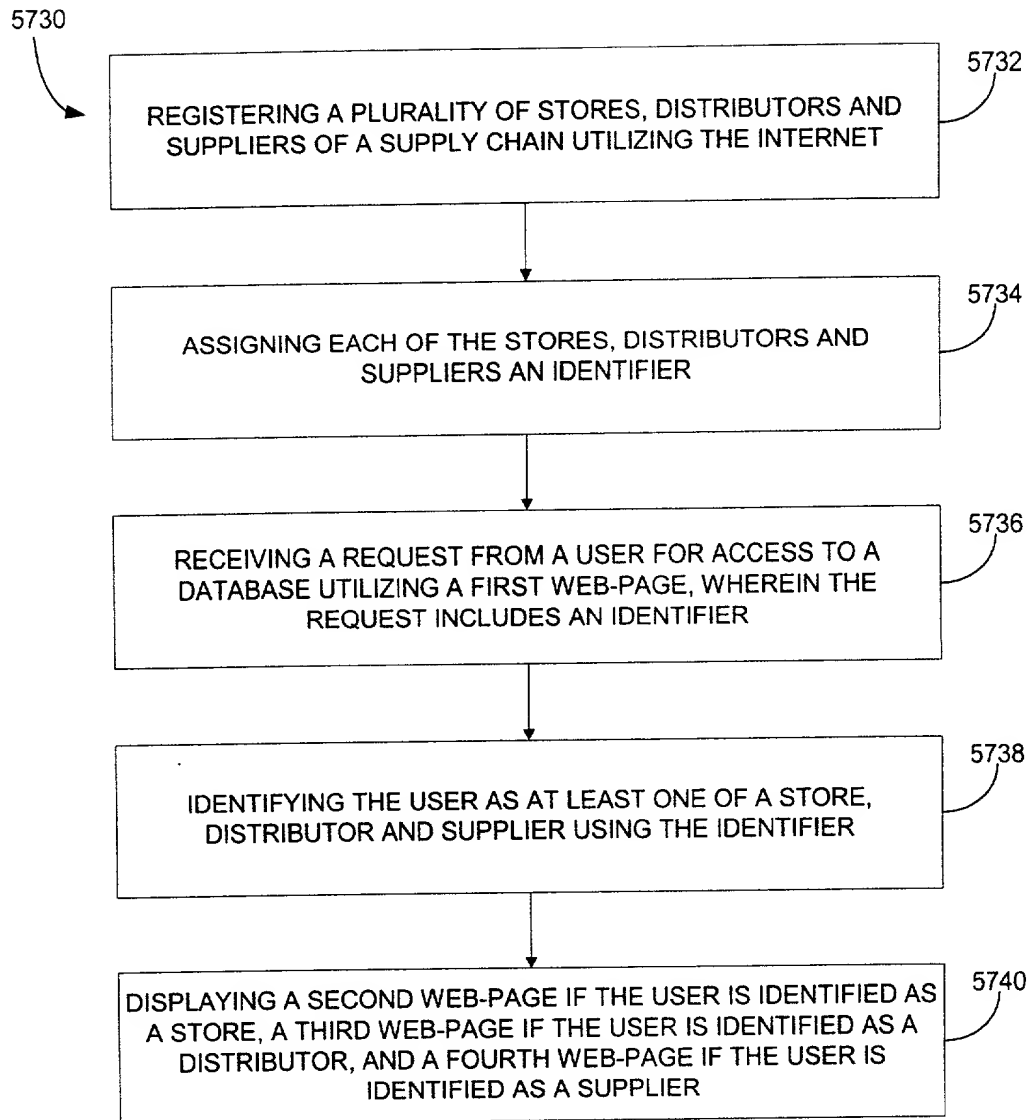 5730
5732
REGISTERING A PLURALITY OF STORES, DISTRIBUTORS AND
SUPPLIERS OF A SUPPLY CHAIN UTILIZING THE INTERNET
5734
ASSIGNING EACH OF THE STORES, DISTRIBUTORS AND
SUPPLIERS AN IDENTIFIER
5736
RECEIVING A REQUEST FROM A USER FOR ACCESS TO A
DATABASE UTILIZING A FIRST WEB-PAGE, WHEREIN THE
REQUEST INCLUDES AN IDENTIFIER
5738
IDENTIFYING THE USER AS AT LEAST ONE OF A STORE,
DISTRIBUTOR AND SUPPLIER USING THE IDENTIFIER
5740
DISPLAYING A SECOND WEB-PAGE IF THE USER IS IDENTIFIED AS
A STORE, A THIRD WEB-PAGE IF THE USER IS IDENTIFIED AS A
DISTRIBUTOR, AND A FOURTH WEB-PAGE IF THE USER IS
IDENTIFIED AS A SUPPLIER